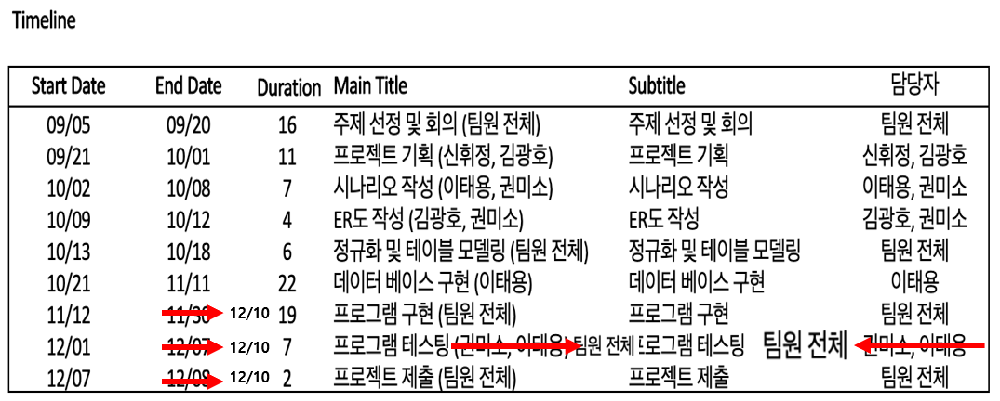 Timeline
Start Date End Date Duration Main Title Subtitle 담당자
09/05 09/20 16 주제 선정 및 회의 (팀원 전체) 주제 선정 및 회의 팀원 전체
09/21 10/01 11 프로젝트 기획 (신휘정, 김광호) 프로젝트 기획 신휘정, 김광호
10/02 10/08 7 시나리오 작성 (이태용, 권미소) 시나리오 작성 이태용, 권미소
10/09 10/12 4 ER도 작성 (김광호, 권미소) ER도 작성 김광호, 권미소
10/13 10/18 6 정규화 및 테이블 모델링 (팀원 전체) 정규화 및 테이블 모델링 팀원 전체
10/21 11/11 22 데이터 베이스 구현 (이태용) 데이터 베이스 구현 이태용
11/12 11/30 12/10 19 프로그램 구현 (팀원 전체) 프로그램 구현 팀원 전체
12/01 12/07 12/10 7 프로그램 테스팅 (권미소, 이태용, 팀원 전체 프로그램 테스팅 팀원 전체 권미소, 이태용
12/07 12/08 12/10 2 프로젝트 제출 (팀원 전체) 프로젝트 제출 팀원 전체